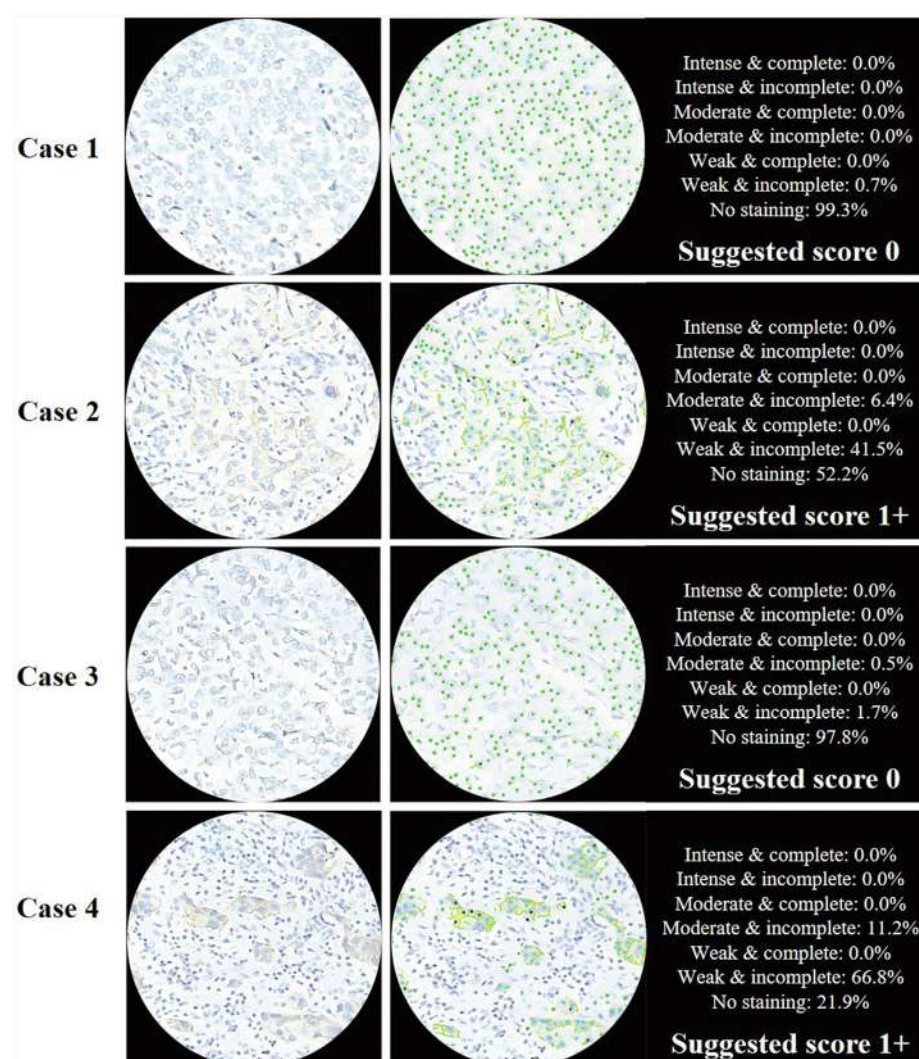 Case 1
Intense & complete: 0.0%
Intense & incomplete: 0.0%
Moderate & complete: 0.0%
Moderate & incomplete: 0.0%
Weak & complete: 0.0%
Weak & incomplete: 0.7%
No staining: 99.3%
Suggested score 0
Case 2
Intense & complete: 0.0%
Intense & incomplete: 0.0%
Moderate & complete: 0.0%
Moderate & incomplete: 6.4%
Weak & complete: 0.0%
Weak & incomplete: 41.5%
No staining: 52.2%
Suggested score 1+
Case 3
Intense & complete: 0.0%
Intense & incomplete: 0.0%
Moderate & complete: 0.0%
Moderate & incomplete: 0.5%
Weak & complete: 0.0%
Weak & incomplete: 1.7%
No staining: 97.8%
Suggested score 0
Case 4
Intense & complete: 0.0%
Intense & incomplete: 0.0%
Moderate & complete: 0.0%
Moderate & incomplete: 11.2%
Weak & complete: 0.0%
Weak & incomplete: 66.8%
No staining: 21.9%
Suggested score 1+